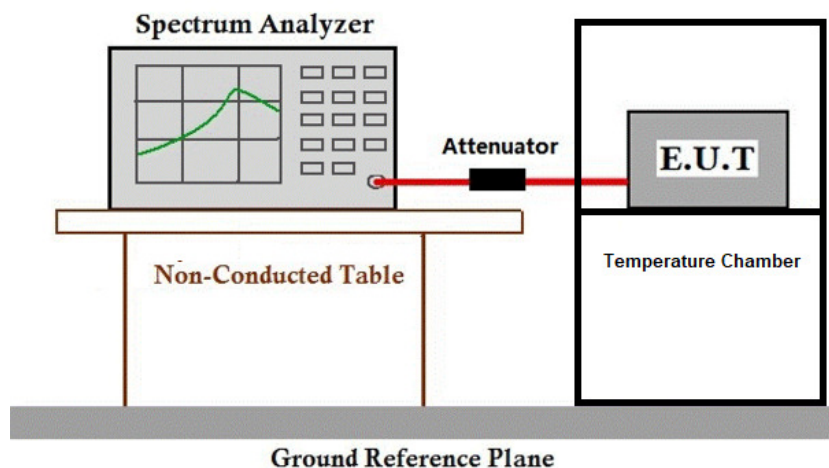 Spectrum Analyzer
Attenuator
E.U.T
Non-Conducted Table
Temperature Chamber
Ground Reference Plane